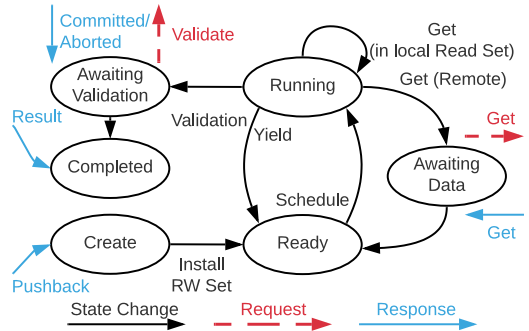 Committed/
Aborted
Validate
Get
(in local Read Set)
Awaiting
Validation
Running
Get (Remote)
Result
Validation
Yield
Get
Completed
Awaiting
Data
Schedule
Create
Ready
Get
Install
RW Set
Pushback
State Change
Request
Response